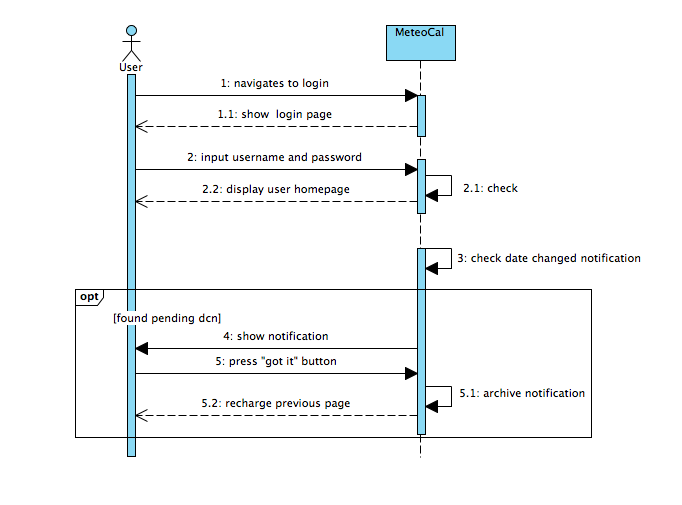 MeteoCal
User
1: navigates to login
1.1: show  login page
2: input username and password
2.1: check
2.2: display user homepage
3: check date changed notification
opt
[found pending dcn]
4: show notification
5: press "got it" button
5.1: archive notification
5.2: recharge previous page